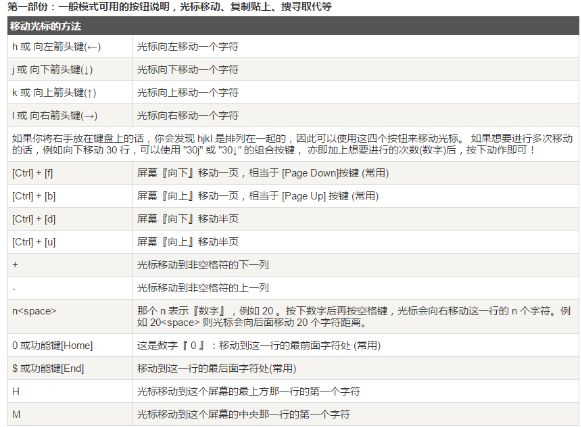 第一部份：一般模式可用的按钮说明，光标移动、复制贴上、搜寻取代等
移动光标的方法
h 或 向左箭头键(←) 光标向左移动一个字符
j 或 向下箭头键(↓) 光标向下移动一个字符
k 或 向上箭头键(↑) 光标向上移动一个字符
l 或 向右箭头键(→) 光标向右移动一个字符
如果你将右手放在键盘上的话，你会发现 hjkl 是排列在一起的，因此可以使用这四个按钮来移动光标。 如果想要进行多次移动
的话，例如向下移动 30 行，可以使用 "30j" 或 "30↓" 的组合按键， 亦即加上想要进行的次数(数字)后，按下动作即可！
[Ctrl] + [f] 屏幕『向下』移动一页，相当于 [Page Down]按键 (常用)
[Ctrl] + [b] 屏幕『向上』移动一页，相当于 [Page Up] 按键 (常用)
[Ctrl] + [d] 屏幕『向下』移动半页
[Ctrl] + [u] 屏幕『向上』移动半页
+ 光标移动到非空格符的下一列
- 光标移动到非空格符的上一列
n<space> 那个 n 表示『数字』，例如 20 。按下数字后再按空格键，光标会向右移动这一行的 n 个字符。例
如 20<space> 则光标会向后面移动 20 个字符距离。
0 或功能键[Home] 这是数字『 0 』：移动到这一行的最前面字符处 (常用)
$ 或功能键[End] 移动到这一行的最后面字符处(常用)
H 光标移动到这个屏幕的最上方那一行的第一个字符
M 光标移动到这个屏幕的中央那一行的第一个字符